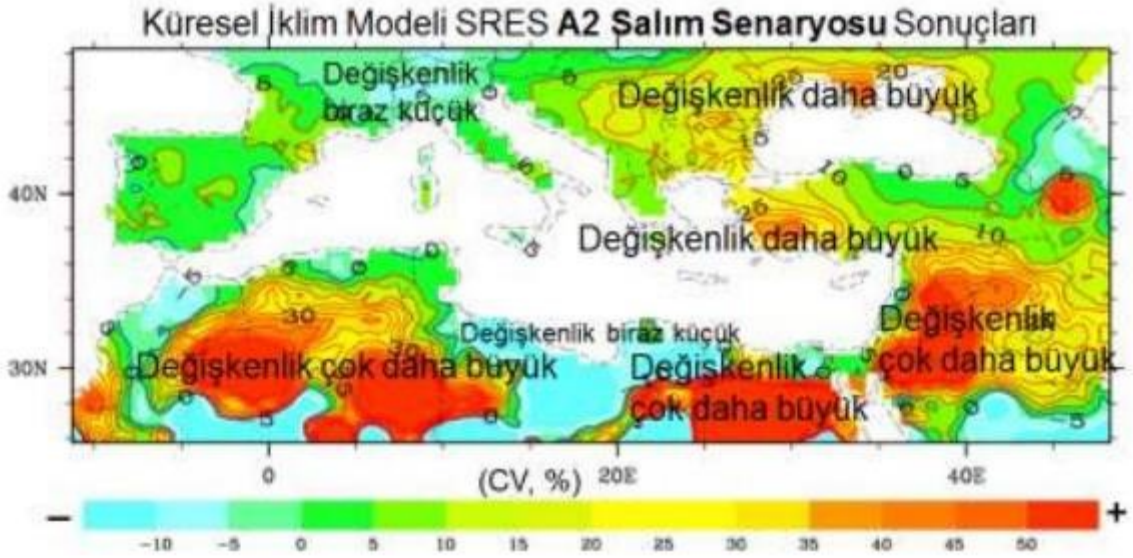 Küresel İklim Modeli SRES A2 Salım Senaryosu Sonuçları
Değişkenlik
biraz küçük
Değişkenlik daha büyük
40N
Değişkenlik daha büyük
Değişkenlik biraz küçük
Değişkenlik
çok daha büyük
30N
Değişkenlik çok daha büyük
Değişkenlik
çok daha büyük
0 20E 40E
(CV, %)
− +
-10 -5 0 5 10 15 20 25 30 35 40 45 50